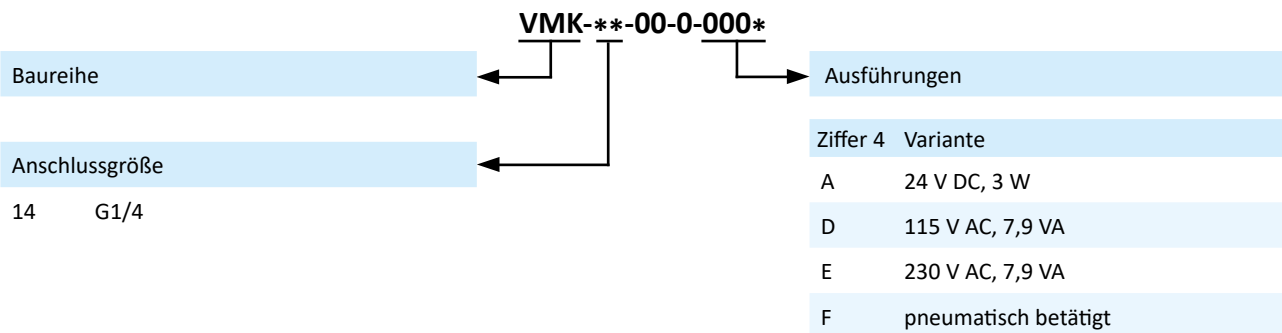 VMK-**-00-0-000*
Baureihe
Anschlussgröße
14 G1/4
Ausführungen
Ziffer 4 Variante
A 24 V DC, 3 W
D 115 V AC, 7,9 VA
E 230 V AC, 7,9 VA
F pneumatisch betätigt